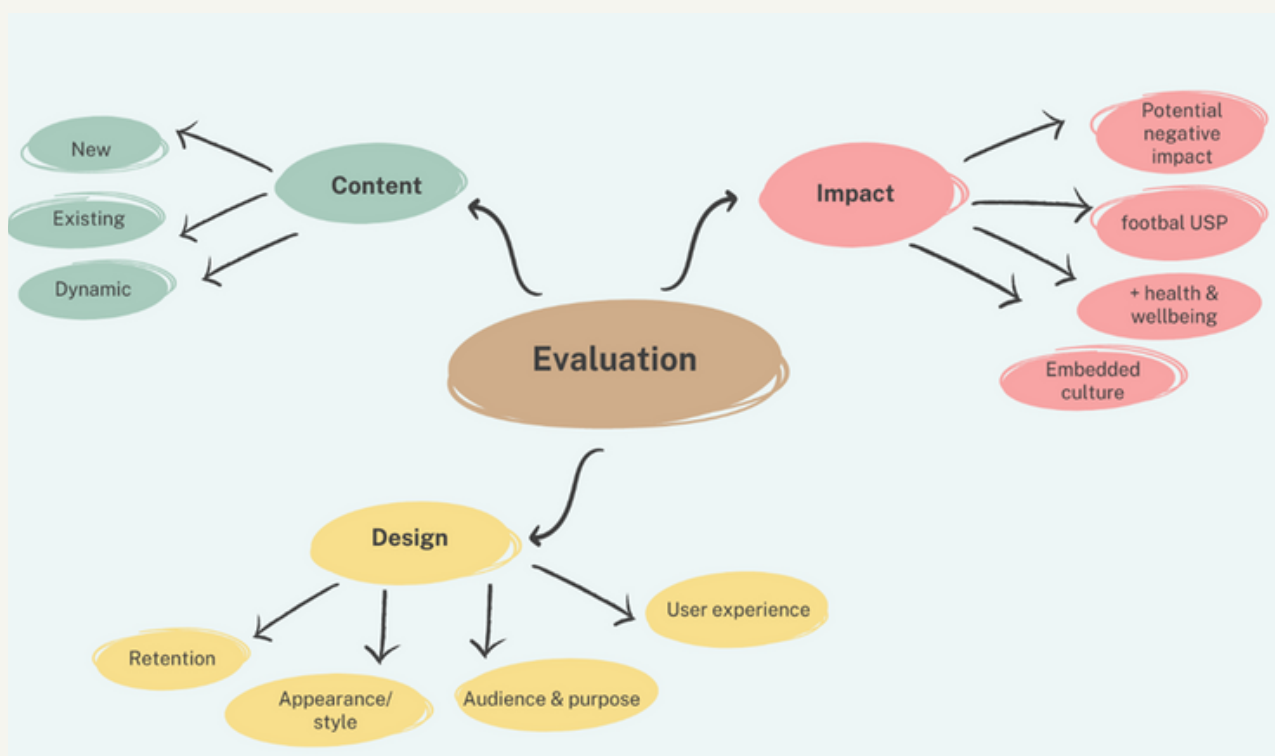 Evaluation
Content
New
Existing
Dynamic
Impact
Potential
negative
impact
footbal USP
+ health &
wellbeing
Embedded
culture
Design
Retention
Appearance/
style
Audience & purpose
User experience